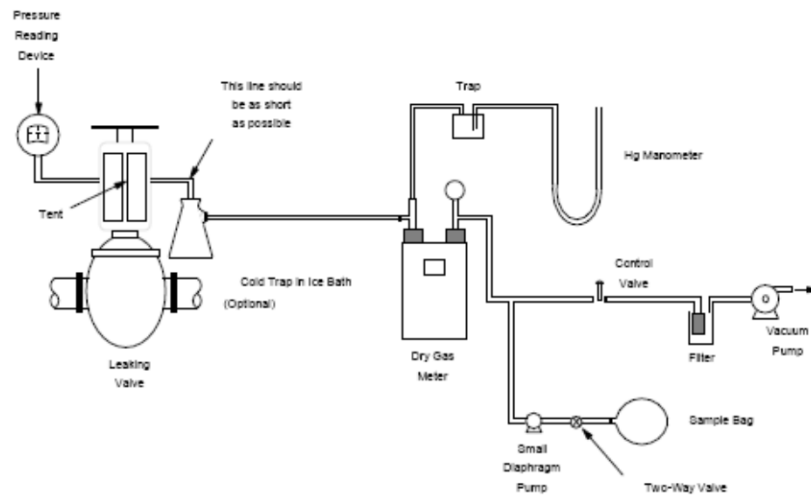 Pressure
Reading
Device
This line should
be as short
as possible
Trap
Hg Manometer
Tent
Control
Valve
Cold Trap in Ice Bath
(Optional)
Leaking
Valve
Dry Gas
Meter
Filter
Vacuum
Pump
Sample Bag
Small
Diaphragm
Pump
Two-Way Valve